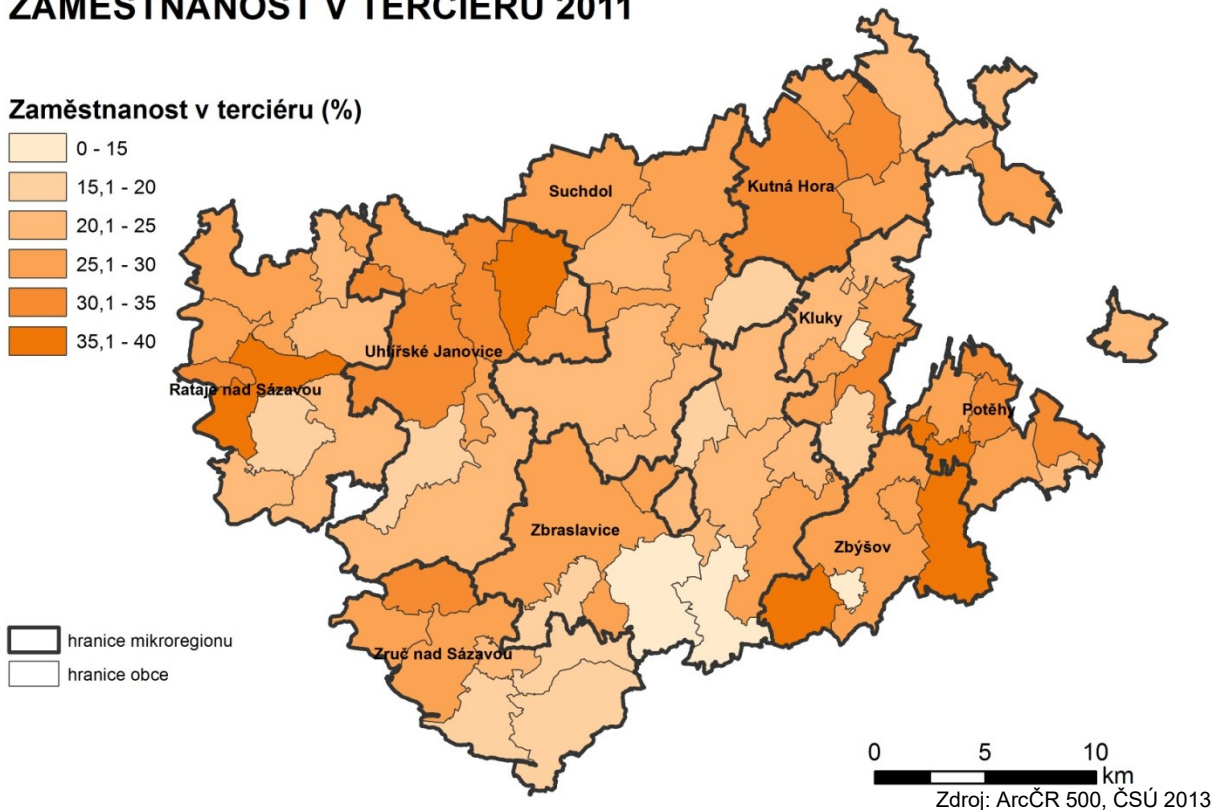 ZAMĚSTNANOST V TERCIÉRU 2011
Zaměstnanost v terciéru (%)
0 - 15
15,1 - 20
20,1 - 25
25,1 - 30
30,1 - 35
35,1 - 40
Suchdol
Kutná Hora
Kluky
Uhlířské Janovice
Rataje nad Sázavou
Potěhy
Zbraslavice
Zbýšov
Zruč nad Sázavou
hranice mikroregionu
hranice obce
0 5 10
km
Zdroj: ArcČR 500, ČSÚ 2013